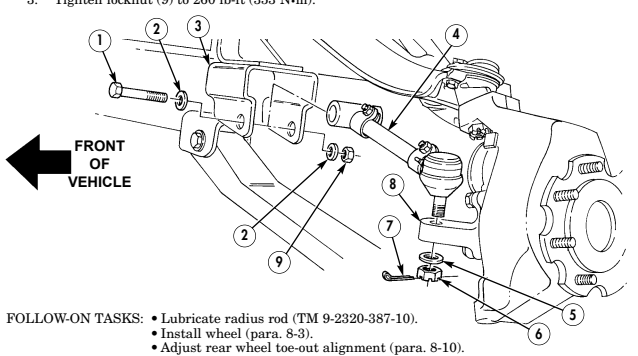 3. Tighten locknut (9) to 260 lb-ft (353 N•m).
1
2
3
4
FRONT
OF
VEHICLE
8
7
2
9
5
6
FOLLOW-ON TASKS: • Lubricate radius rod (TM 9-2320-387-10).
• Install wheel (para. 8-3).
• Adjust rear wheel toe-out alignment (para. 8-10).